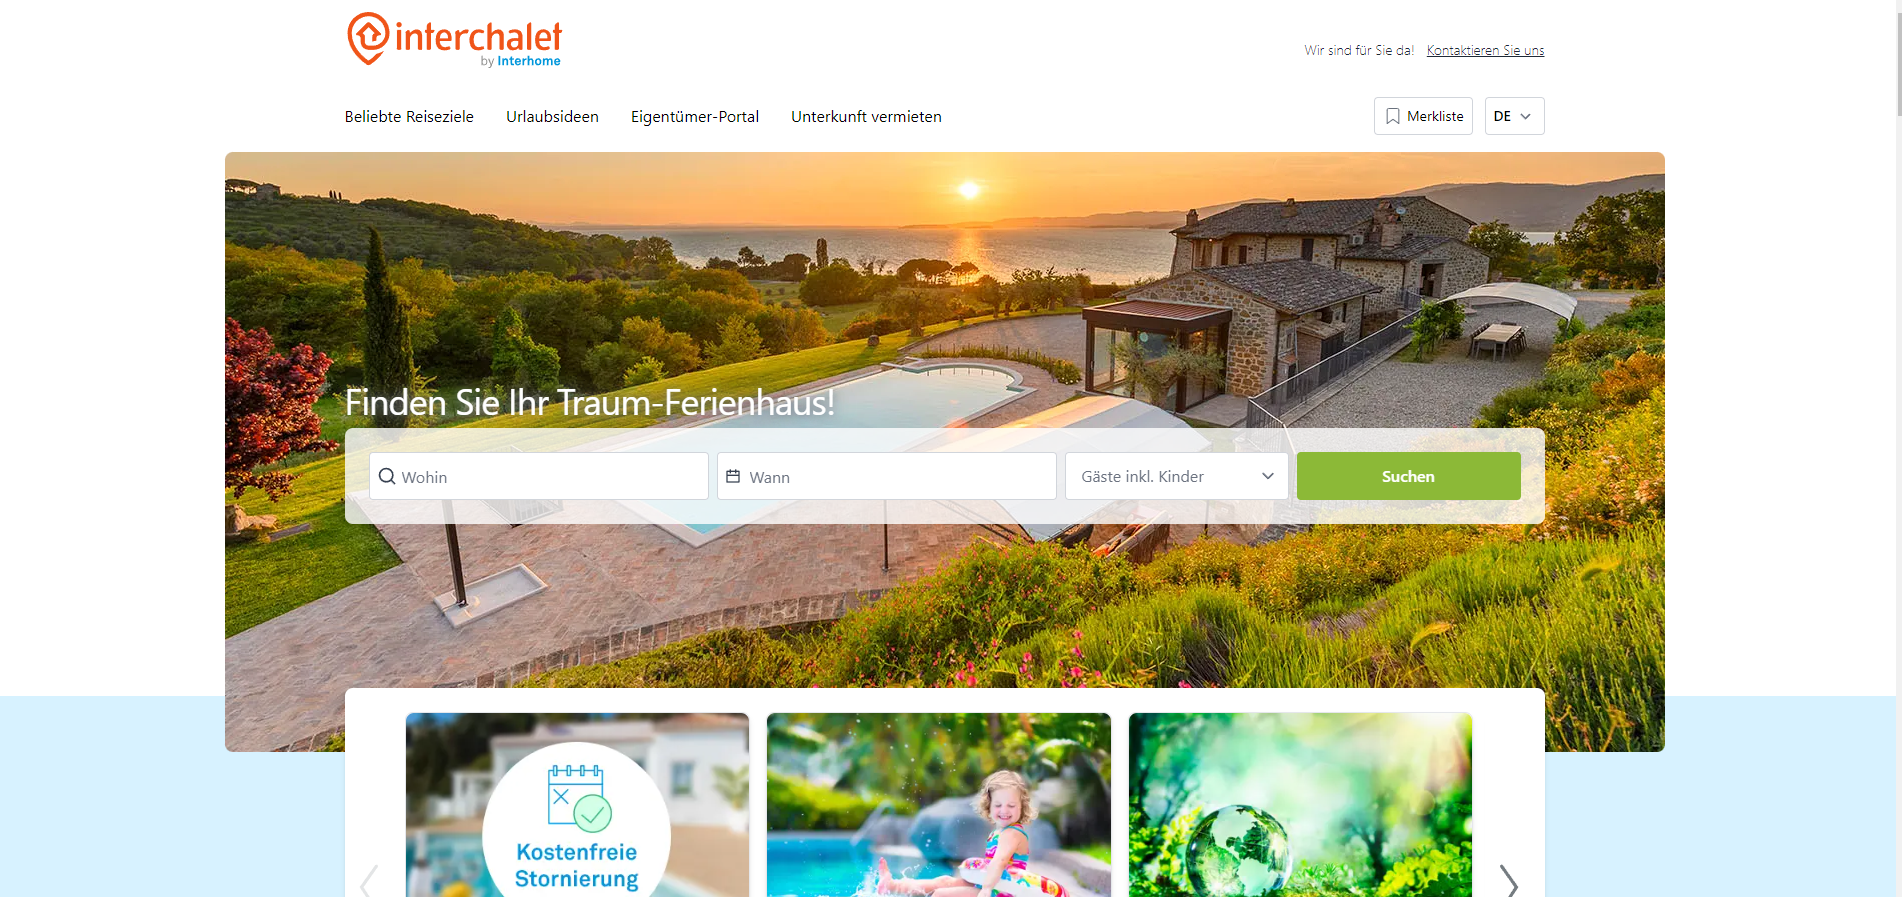 interchalet
by Interhome
Wir sind für Sie da! Kontaktieren Sie uns
Beliebte Reiseziele Urlaubsideen Eigentümer-Portal Unterkunft vermieten
Merkliste DE
Finden Sie Ihr Traum-Ferienhaus!
Wohin Wann Gäste inkl. Kinder Suchen
Kostenfreie
Stornierung